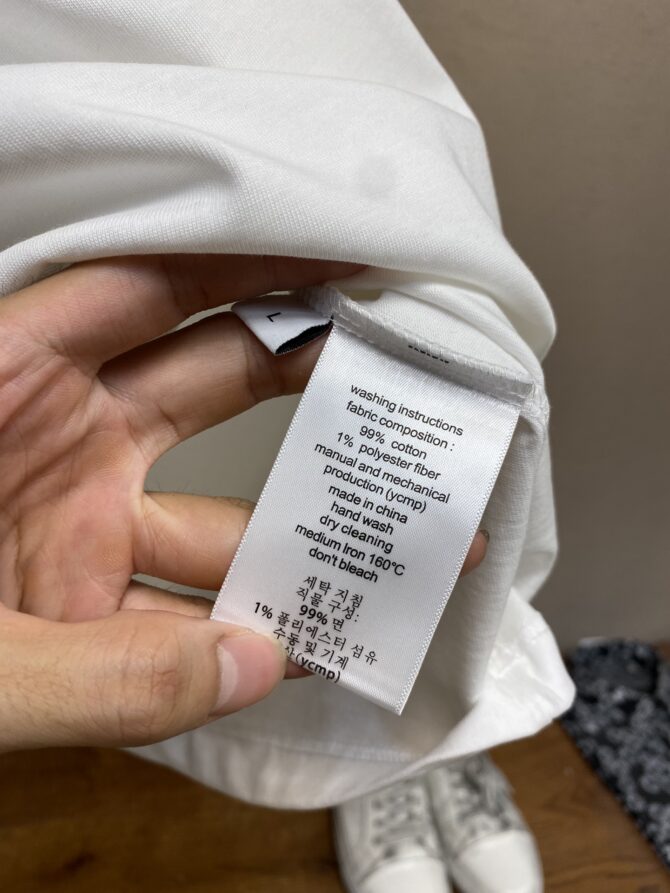 L
washing instructions
fabric composition :
99% cotton
1% polyester fiber
manual and mechanical
production (ycmp)
made in china
hand wash
dry cleaning
medium Iron 160℃
don't bleach
세탁 지침
직물 구성:
99% 면
1% 폴리에스터 섬유
수동 및 기계
(ycmp)